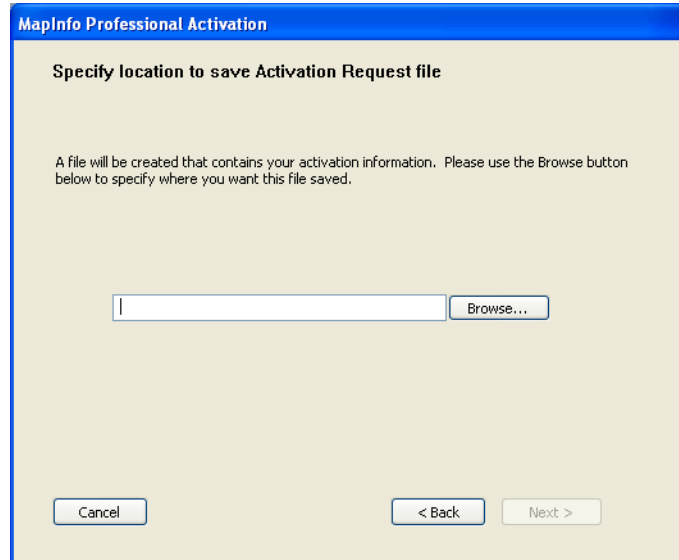 MapInfo Professional Activation
Specify location to save Activation Request file
A file will be created that contains your activation information.  Please use the Browse button
below to specify where you want this file saved.
Browse...
Cancel
< Back
Next >